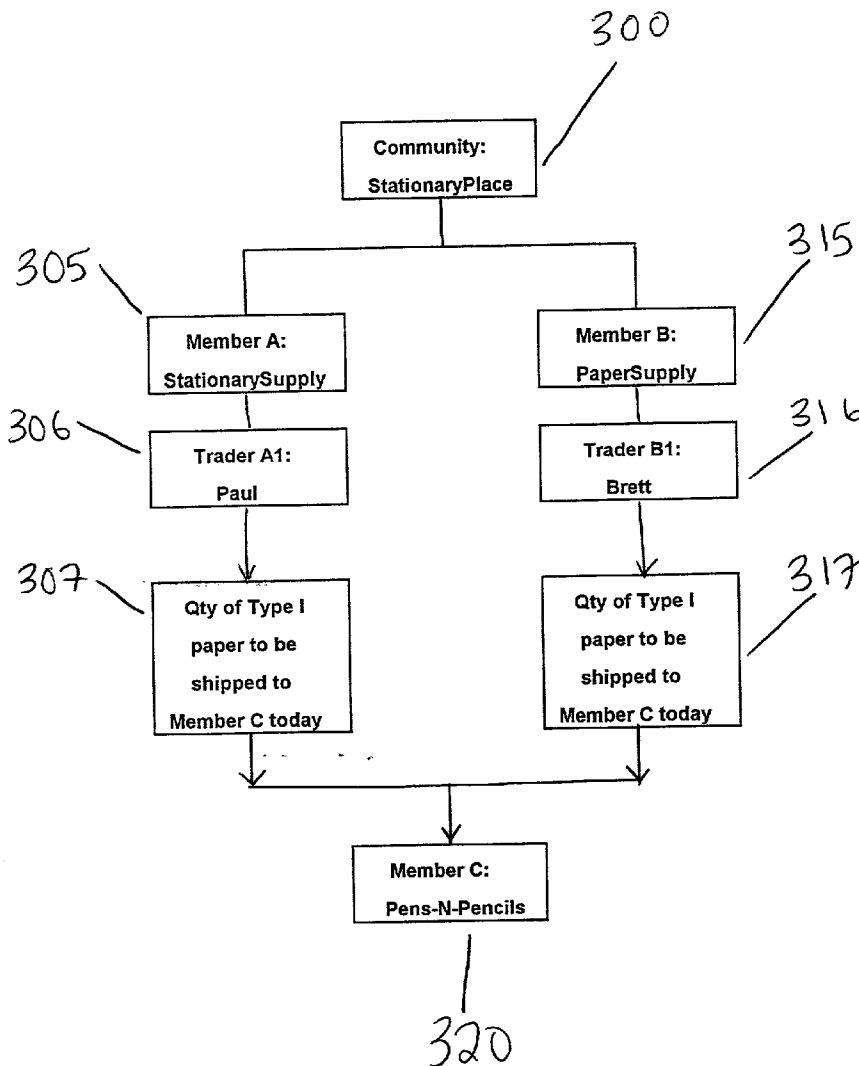 300
Community:
StationaryPlace
305
315
Member A:
StationarySupply
Member B:
PaperSupply
306
316
Trader A1:
Paul
Trader B1:
Brett
307
317
Qty of Type I
paper to be
shipped to
Member C today
Qty of Type I
paper to be
shipped to
Member C today
Member C:
Pens-N-Pencils
320